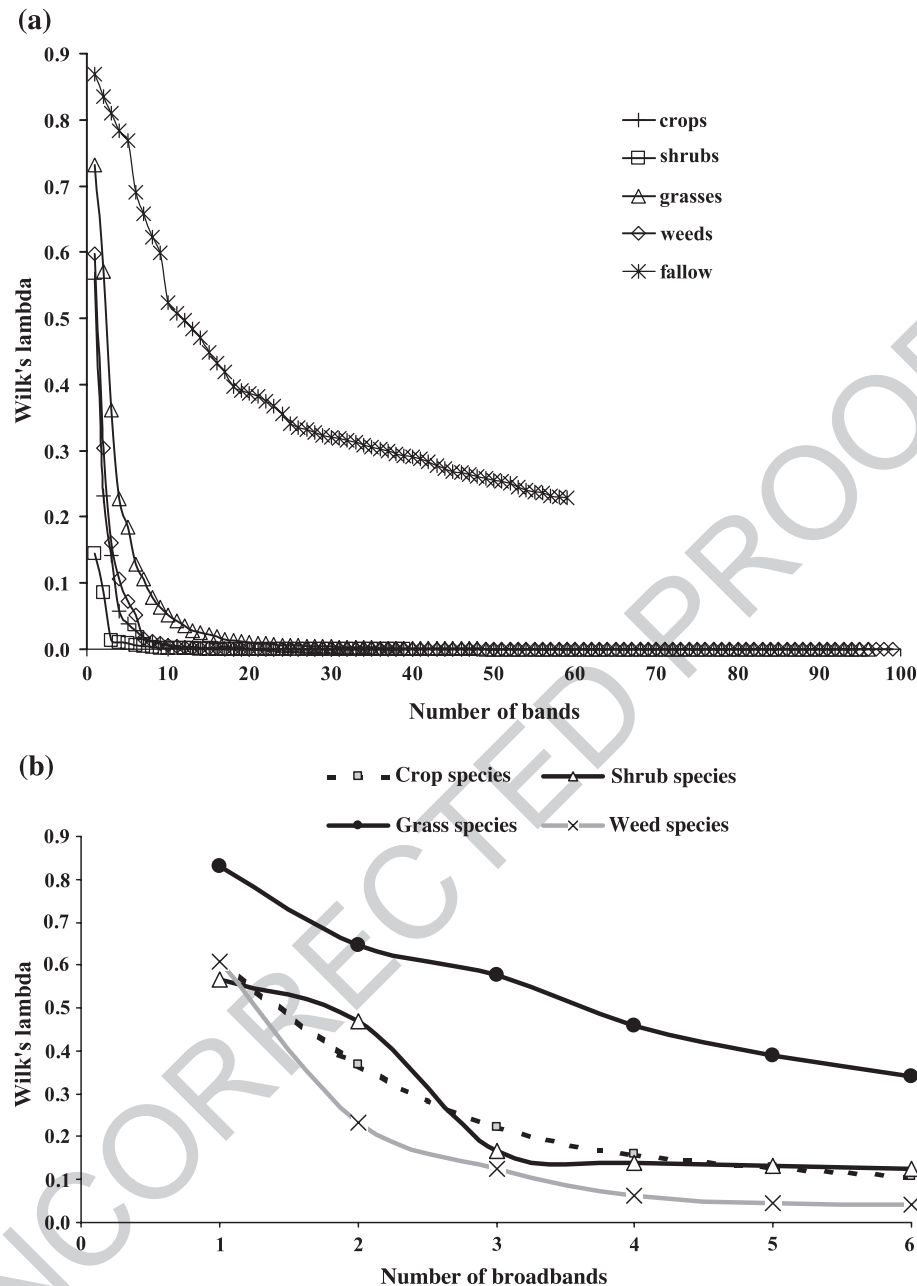 (a)
0.9
0.8
0.7
0.6
0.5
0.4
0.3
0.2
0.1
0.0
Wilk's lambda
crops
shrubs
grasses
weeds
fallow
0 10 20 30 40 50 60 70 80 90 100
Number of bands
(b)
Crop species Shrub species
Grass species Weed species
0.9
0.8
0.7
0.6
0.5
0.4
0.3
0.2
0.1
0.0
Wilk's lambda
0 1 2 3 4 5 6
Number of broadbands
NCORRECTED PROOF